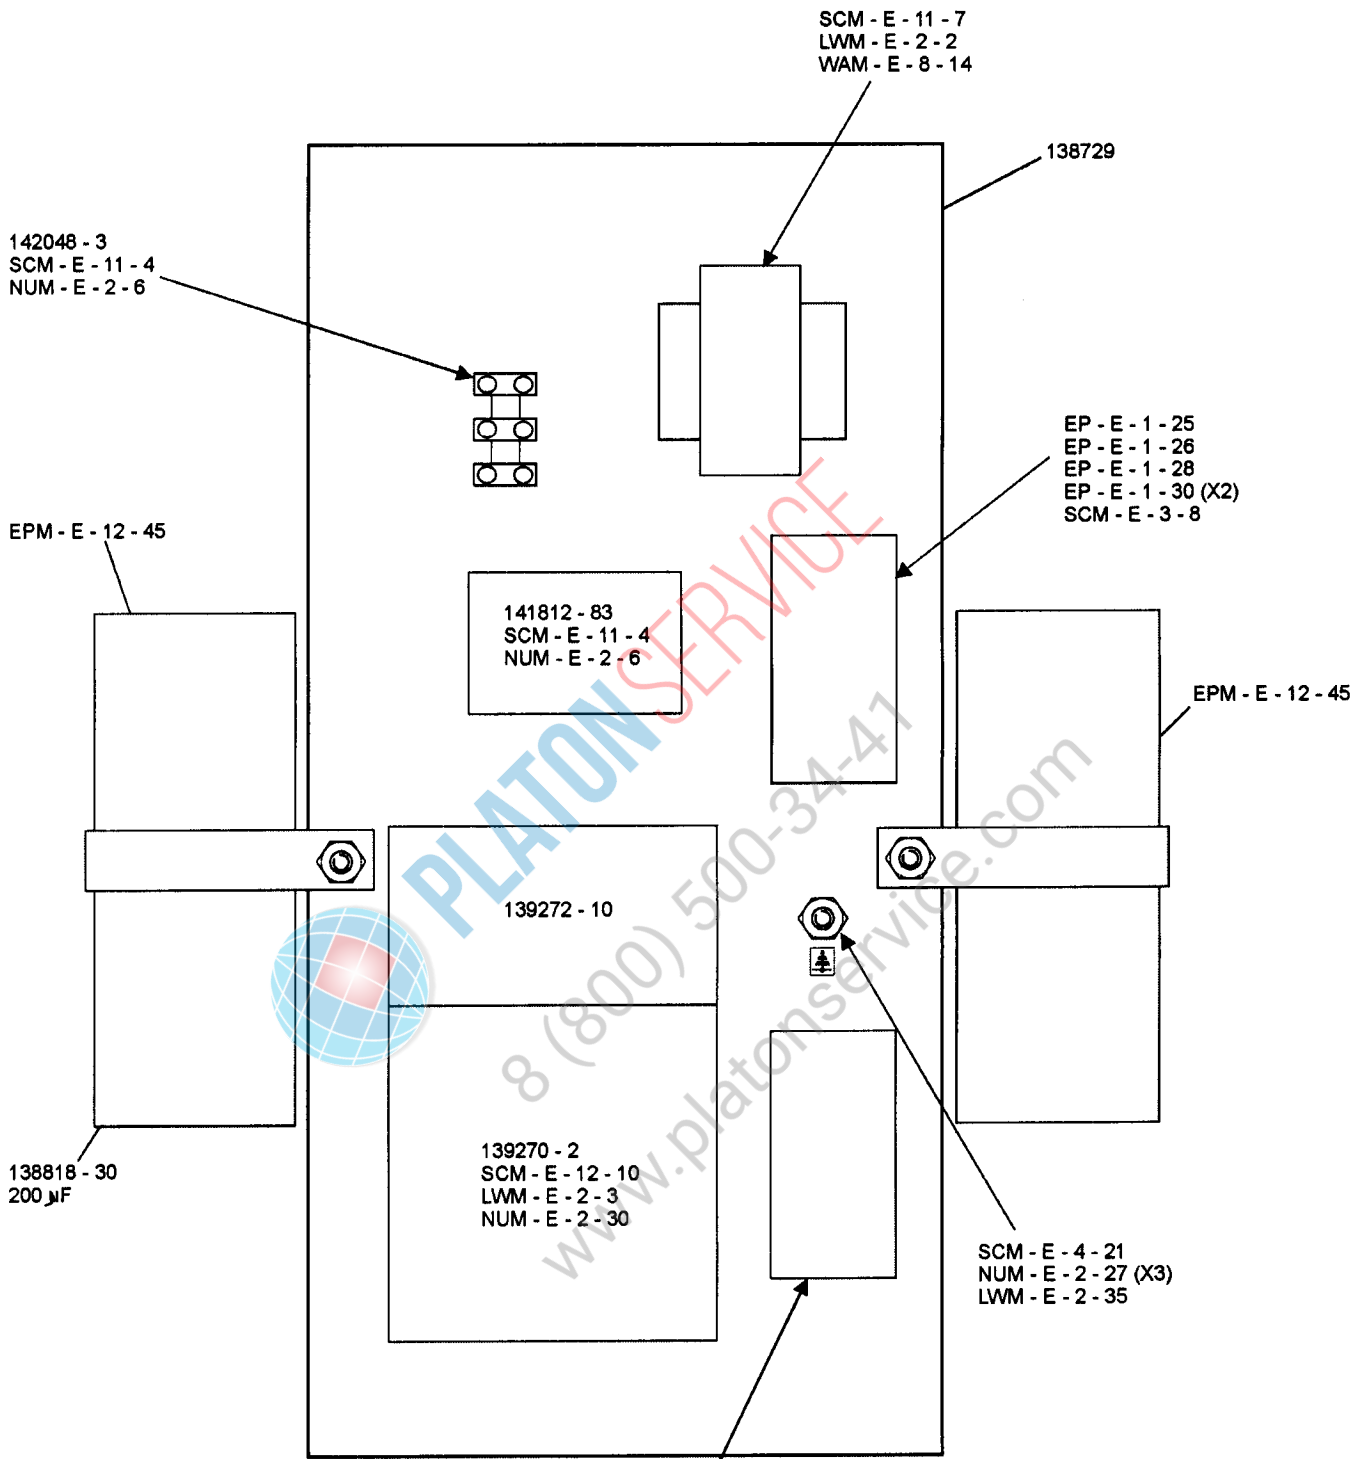 SCM - E - 11 - 7
LWM - E - 2 - 2
WAM - E - 8 - 14
138729
142048 - 3
SCM - E - 11 - 4
NUM - E - 2 - 6
EP - E - 1 - 25
EP - E - 1 - 26
EP - E - 1 - 28
EP - E - 1 - 30 (X2)
SCM - E - 3 - 8
EPM - E - 12 - 45
141812 - 83
SCM - E - 11 - 4
NUM - E - 2 - 6
EPM - E - 12 - 45
139272 - 10
139270 - 2
SCM - E - 12 - 10
LWM - E - 2 - 3
NUM - E - 2 - 30
138818 - 30
200 µF
SCM - E - 4 - 21
NUM - E - 2 - 27 (X3)
LWM - E - 2 - 35
PLATONSERVICE
8 (800) 500-34-41
www.platonservice.com